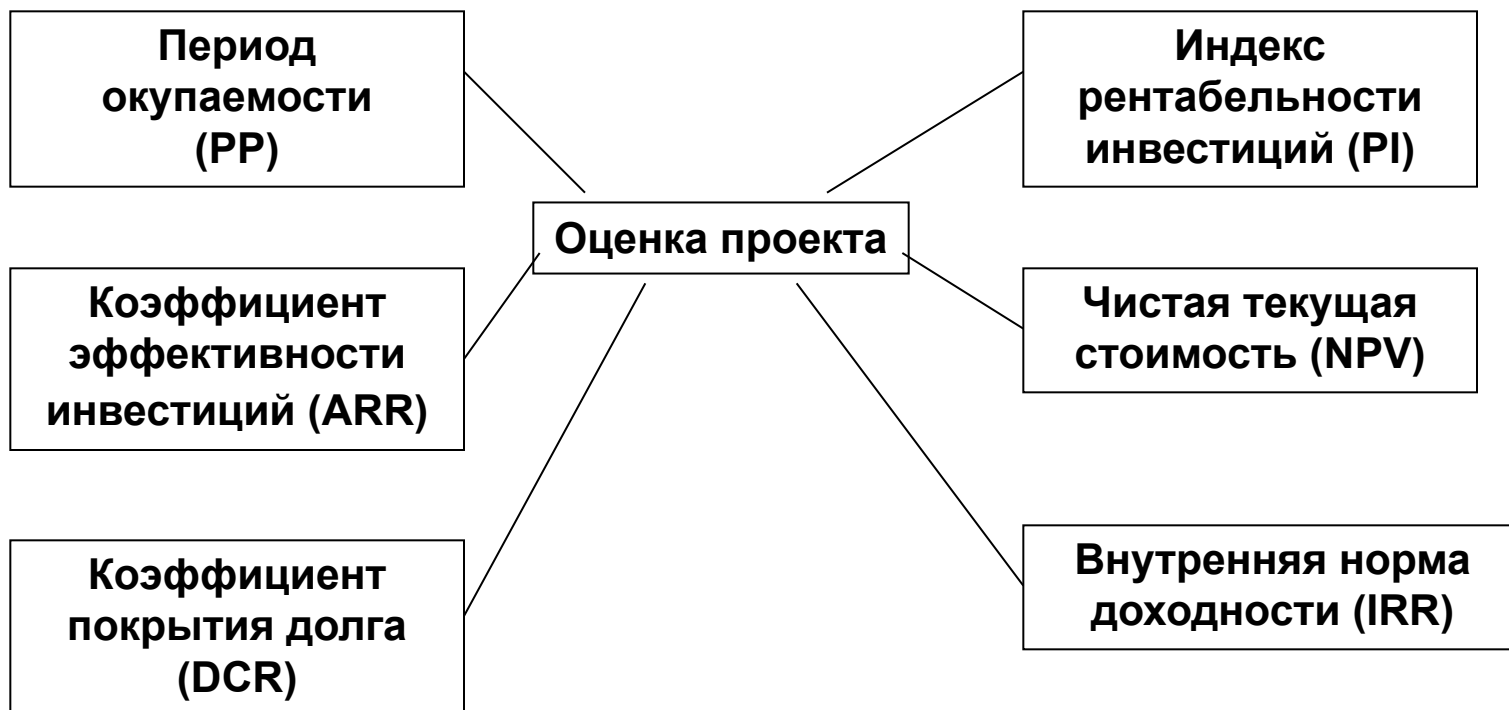 Период
окупаемости
(PP)
Индекс
рентабельности
инвестиций (PI)
Оценка проекта
Коэффициент
эффективности
инвестиций (ARR)
Чистая текущая
стоимость (NPV)
Коэффициент
покрытия долга
(DCR)
Внутренняя норма
доходности (IRR)